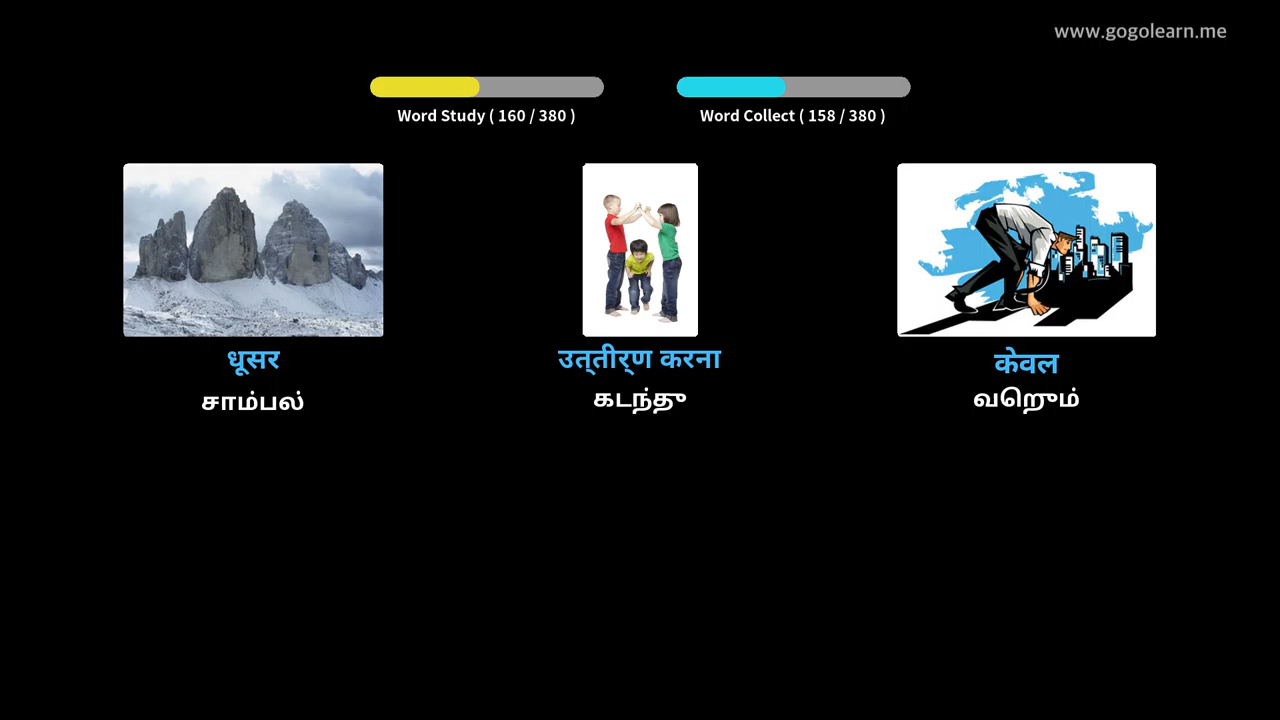 www.gogolearn.me
Word Study ( 160 / 380 )
Word Collect ( 158 / 380 )
धूसर
उत्तीर्ण करना
केवल
சாம்பல்
கடந்து
வெறும்